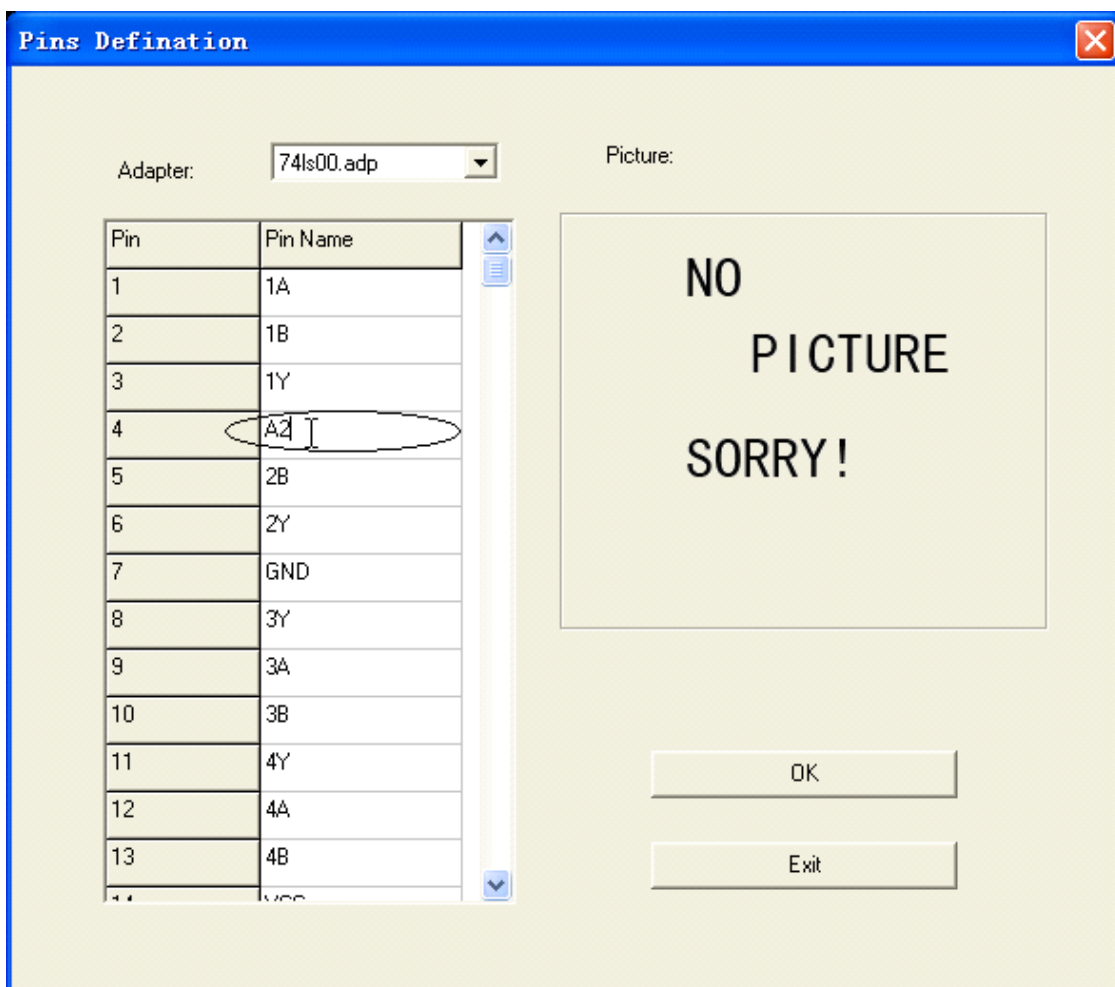 Pins Defination
Adapter:
74ls00.adp
Picture:
Pin Pin Name
1 1A
2 1B
3 1Y
4 A2
5 2B
6 2Y
7 GND
8 3Y
9 3A
10 3B
11 4Y
12 4A
13 4B
NO
PICTURE
SORRY!
OK
Exit